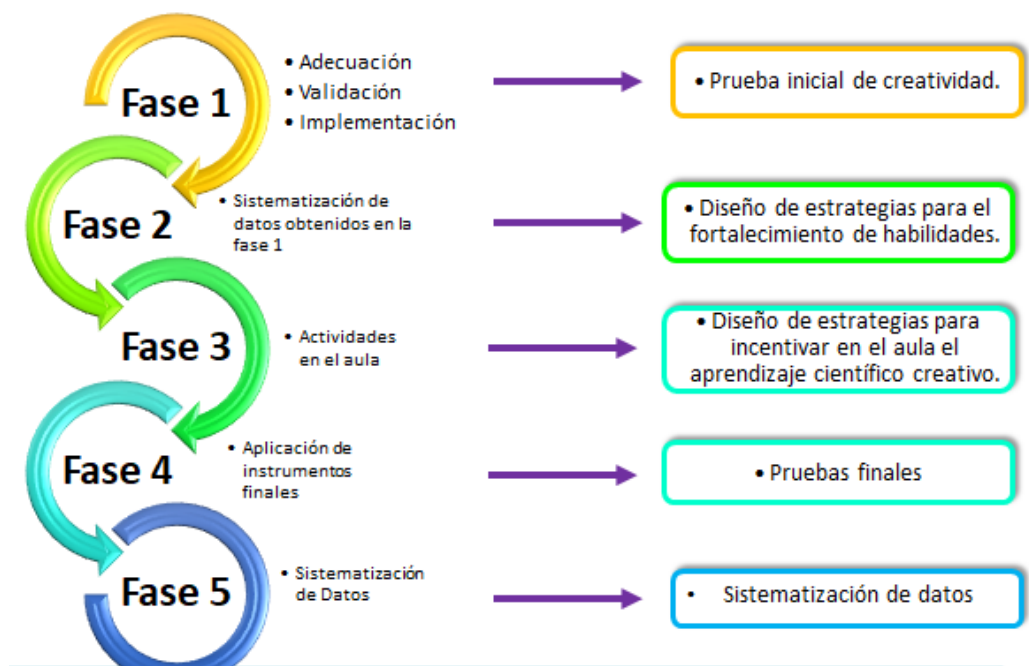 Fase 1
• Adecuación
• Validación
• Implementación
• Prueba inicial de creatividad.
Fase 2
• Sistematización de
datos obtenidos en la
fase 1
• Diseño de estrategias para el
fortalecimiento de habilidades.
Fase 3
• Actividades
en el aula
• Diseño de estrategias para
incentivar en el aula el
aprendizaje científico creativo.
Fase 4
• Aplicación de
instrumentos
finales
• Pruebas finales
Fase 5
• Sistematización
de Datos
• Sistematización de datos